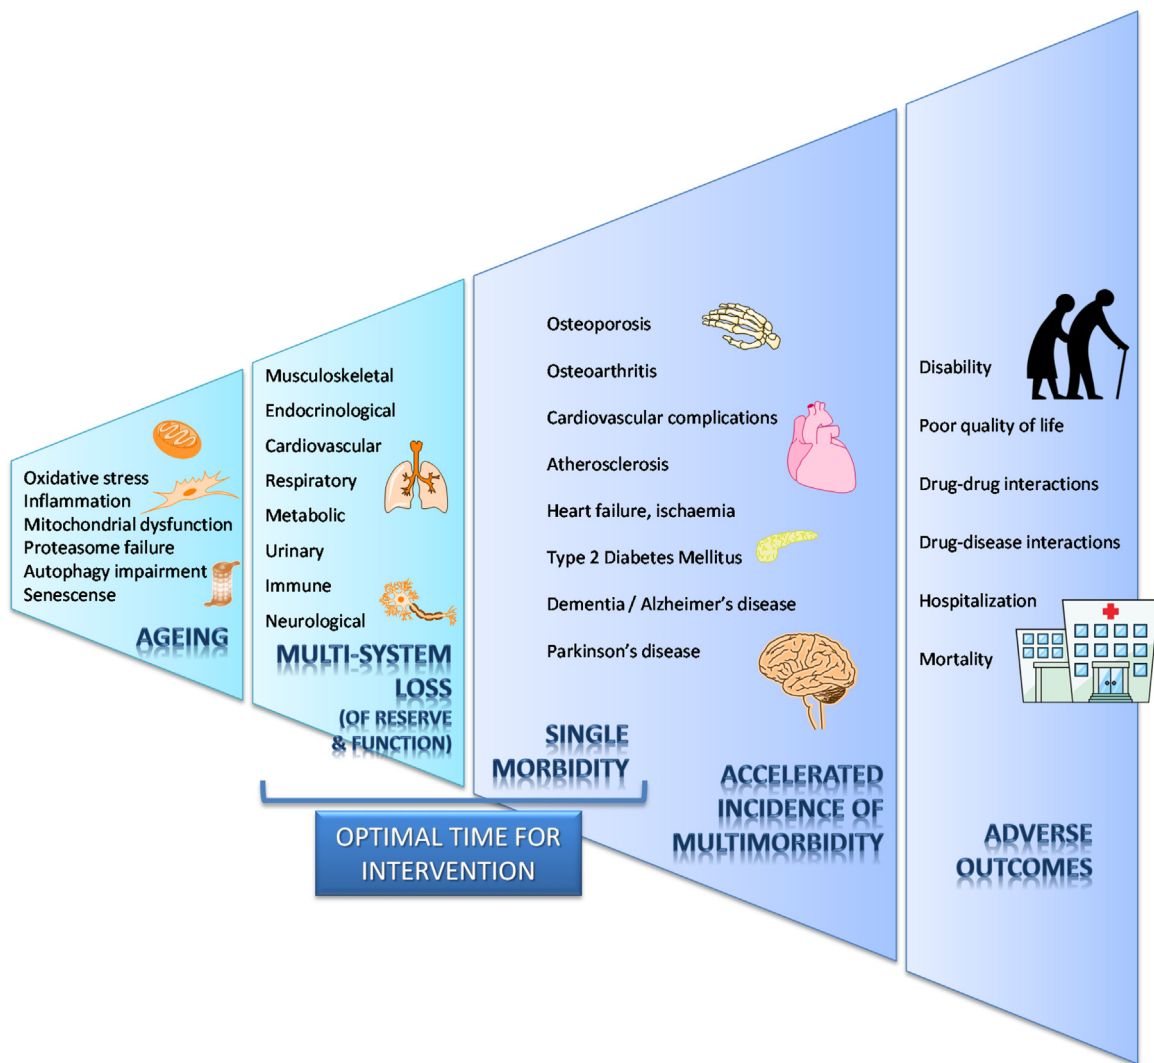 Oxidative stress
Inflammation
Mitochondrial dysfunction
Proteasome failure
Autophagy impairment
Senescense
AGEING
Musculoskeletal
Endocrinological
Cardiovascular
Respiratory
Metabolic
Urinary
Immune
Neurological
MULTI-SYSTEM
LOSS
(OF RESERVE
& FUNCTION)
Osteoporosis
Osteoarthritis
Cardiovascular complications
Atherosclerosis
Heart failure, ischaemia
Type 2 Diabetes Mellitus
Dementia / Alzheimer's disease
Parkinson's disease
SINGLE
MORBIDITY
ACCELERATED
INCIDENCE OF
MULTIMORBIDITY
OPTIMAL TIME FOR
INTERVENTION
Disability
Poor quality of life
Drug-drug interactions
Drug-disease interactions
Hospitalization
Mortality
ADVERSE
OUTCOMES